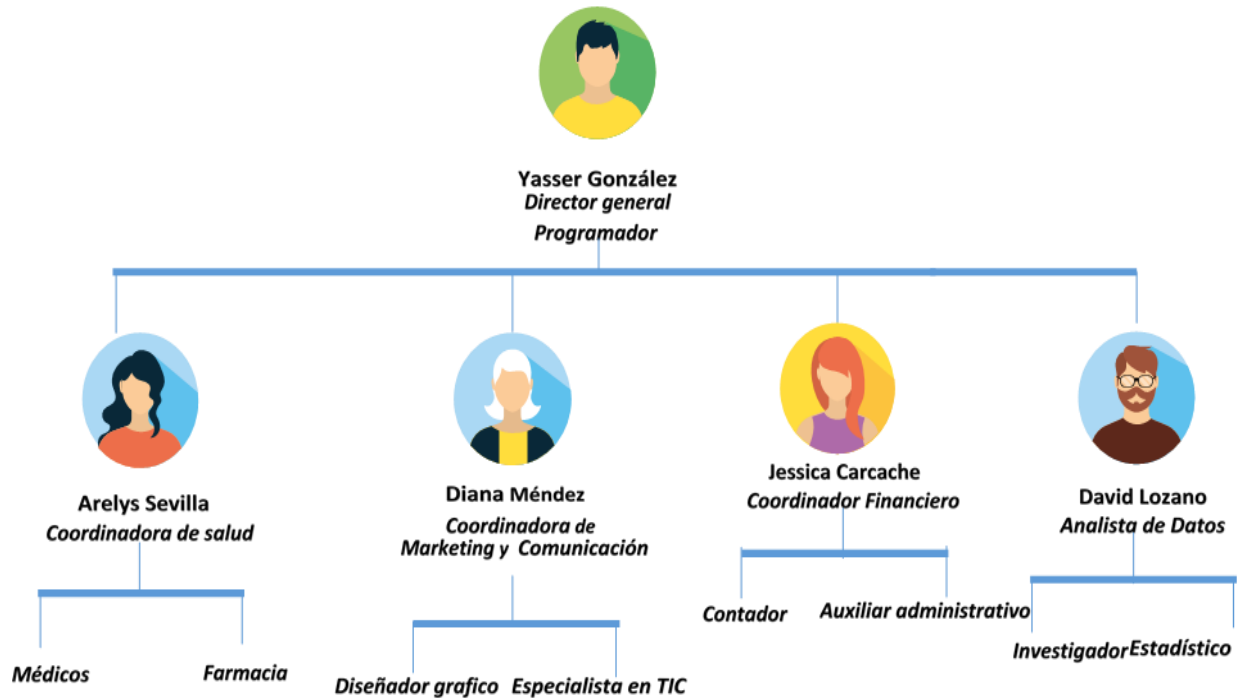 Yasser González
Director general
Programador
Arelys Sevilla
Coordinadora de salud
Médicos
Farmacia
Diana Méndez
Coordinadora de
Marketing y Comunicación
Diseñador grafico
Especialista en TIC
Jessica Carcache
Coordinador Financiero
Contador
Auxiliar administrativo
David Lozano
Analista de Datos
Investigador
Estadístico